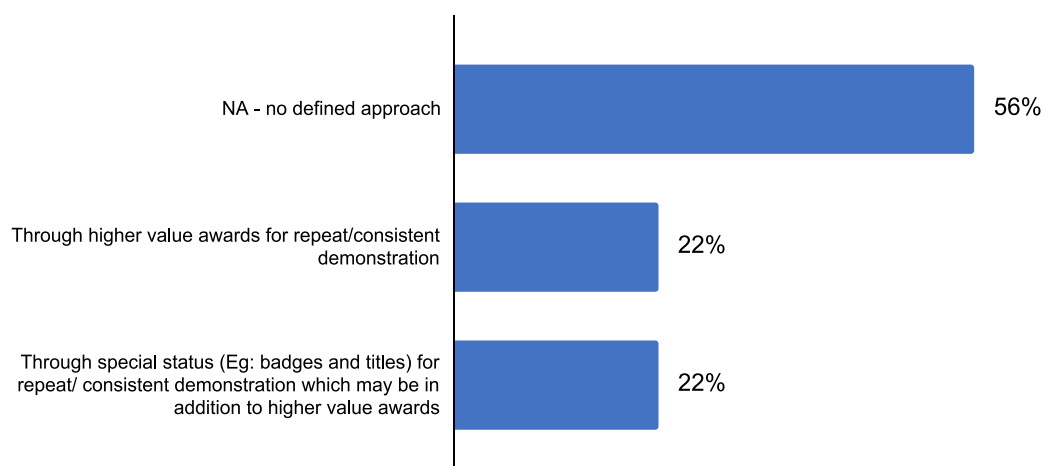 NA - no defined approach
56%
Through higher value awards for repeat/consistent
demonstration
22%
Through special status (Eg: badges and titles) for
repeat/ consistent demonstration which may be in
addition to higher value awards
22%